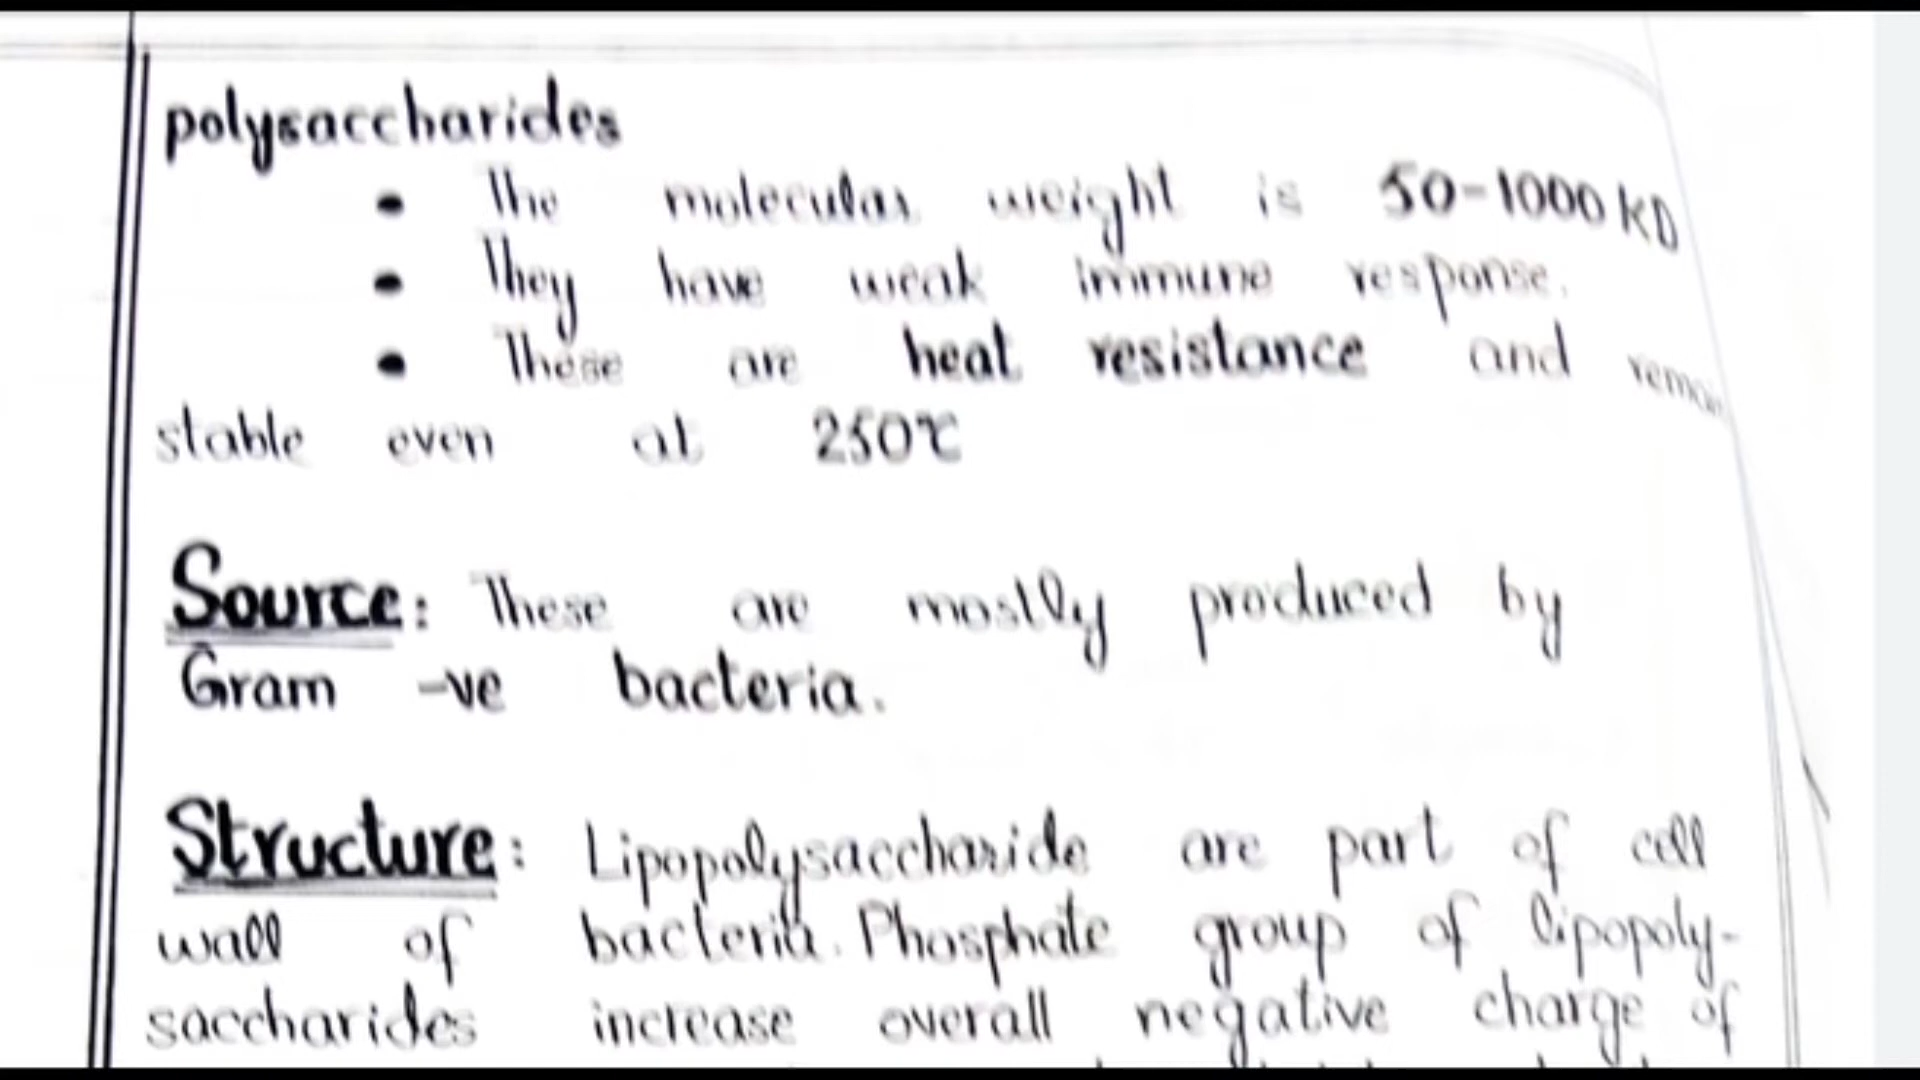 polysaccharides
• The molecular weight is 50-1000 KD
• They have weak immune response.
• These are heat resistance and
stable even at 250℃
Source: These are mostly produced by
Gram -ve bacteria.
Structure: Lipopolysaccharide are part of cell
wall of bacteria. Phosphate group of lipopoly-
saccharides increase overall negative charge of